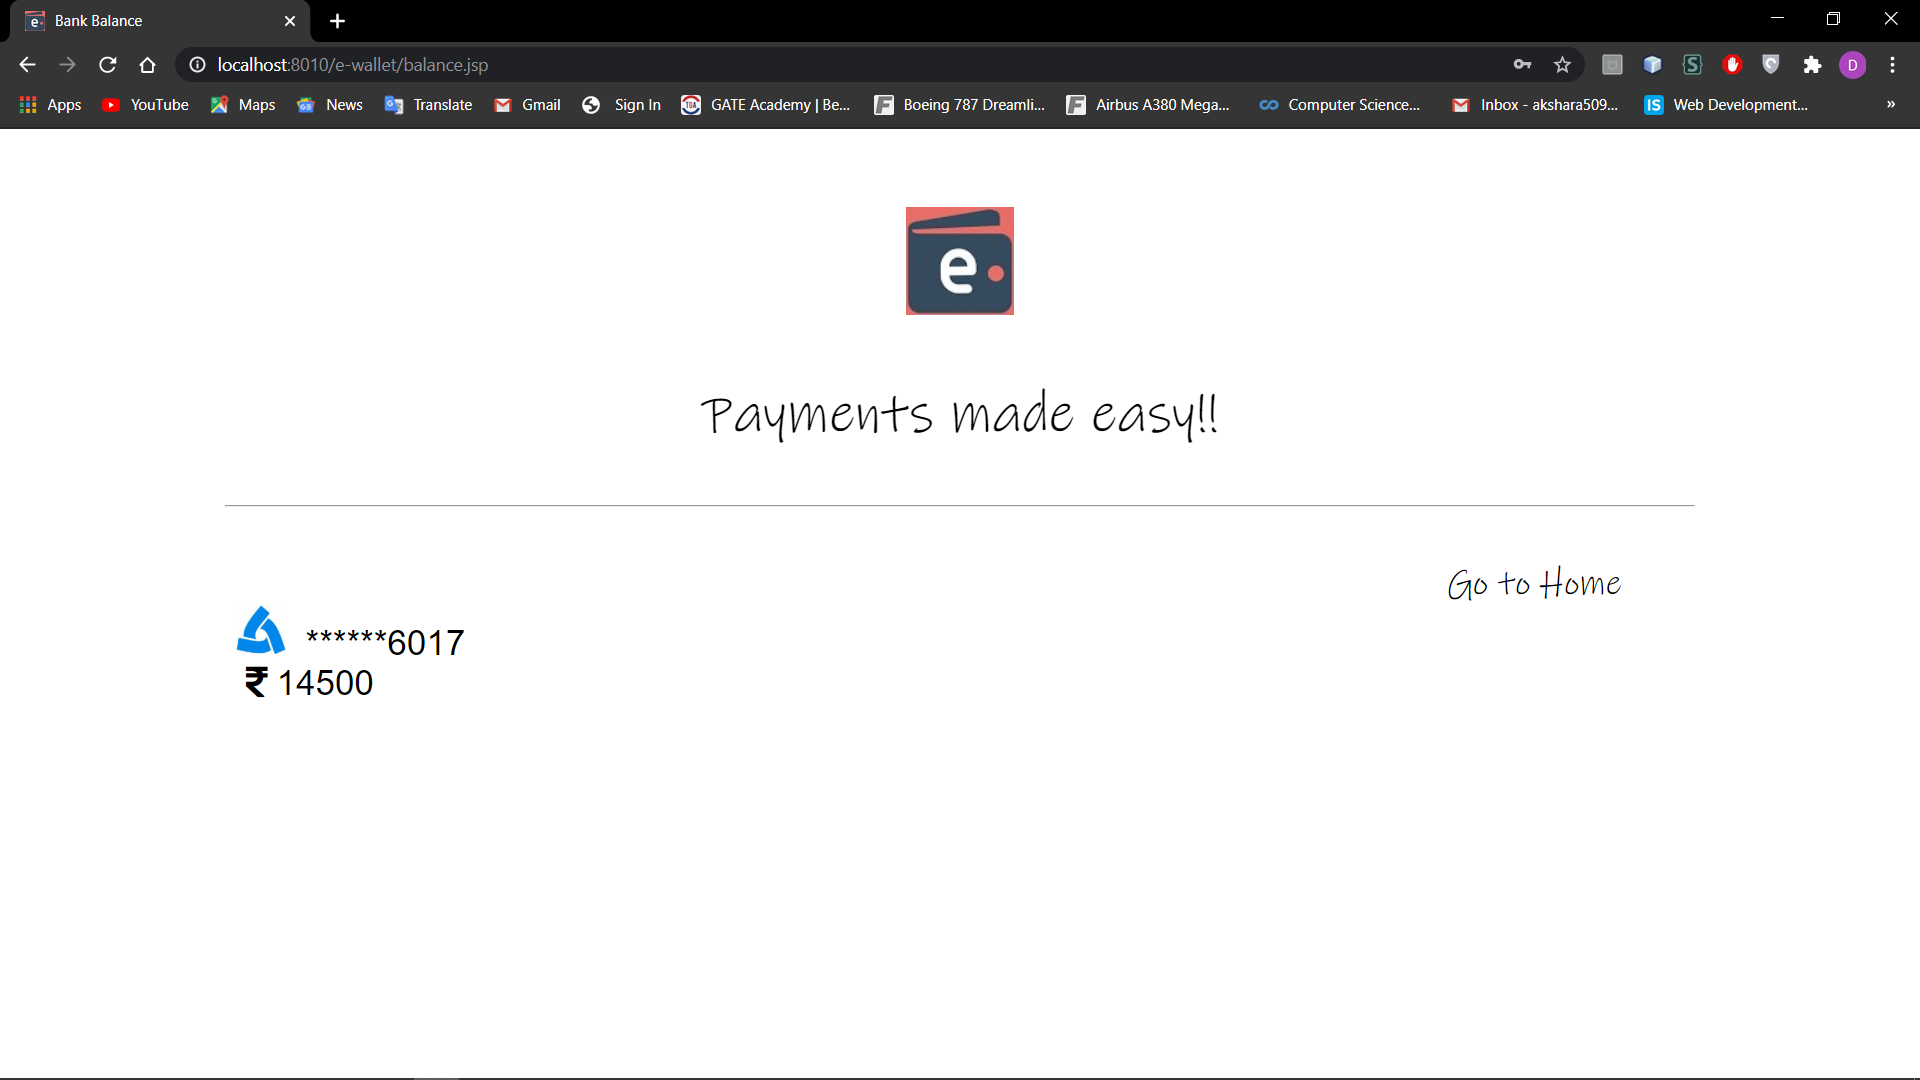 Bank Balance
localhost:8010/e-wallet/balance.jsp
D
Apps YouTube Maps News Translate Gmail Sign In GATE Academy | Be... Boeing 787 Dreamli... Airbus A380 Mega... Computer Science... Inbox - akshara509... IS Web Development... »
e
Payments made easy!!
Go to Home
******6017
₹ 14500